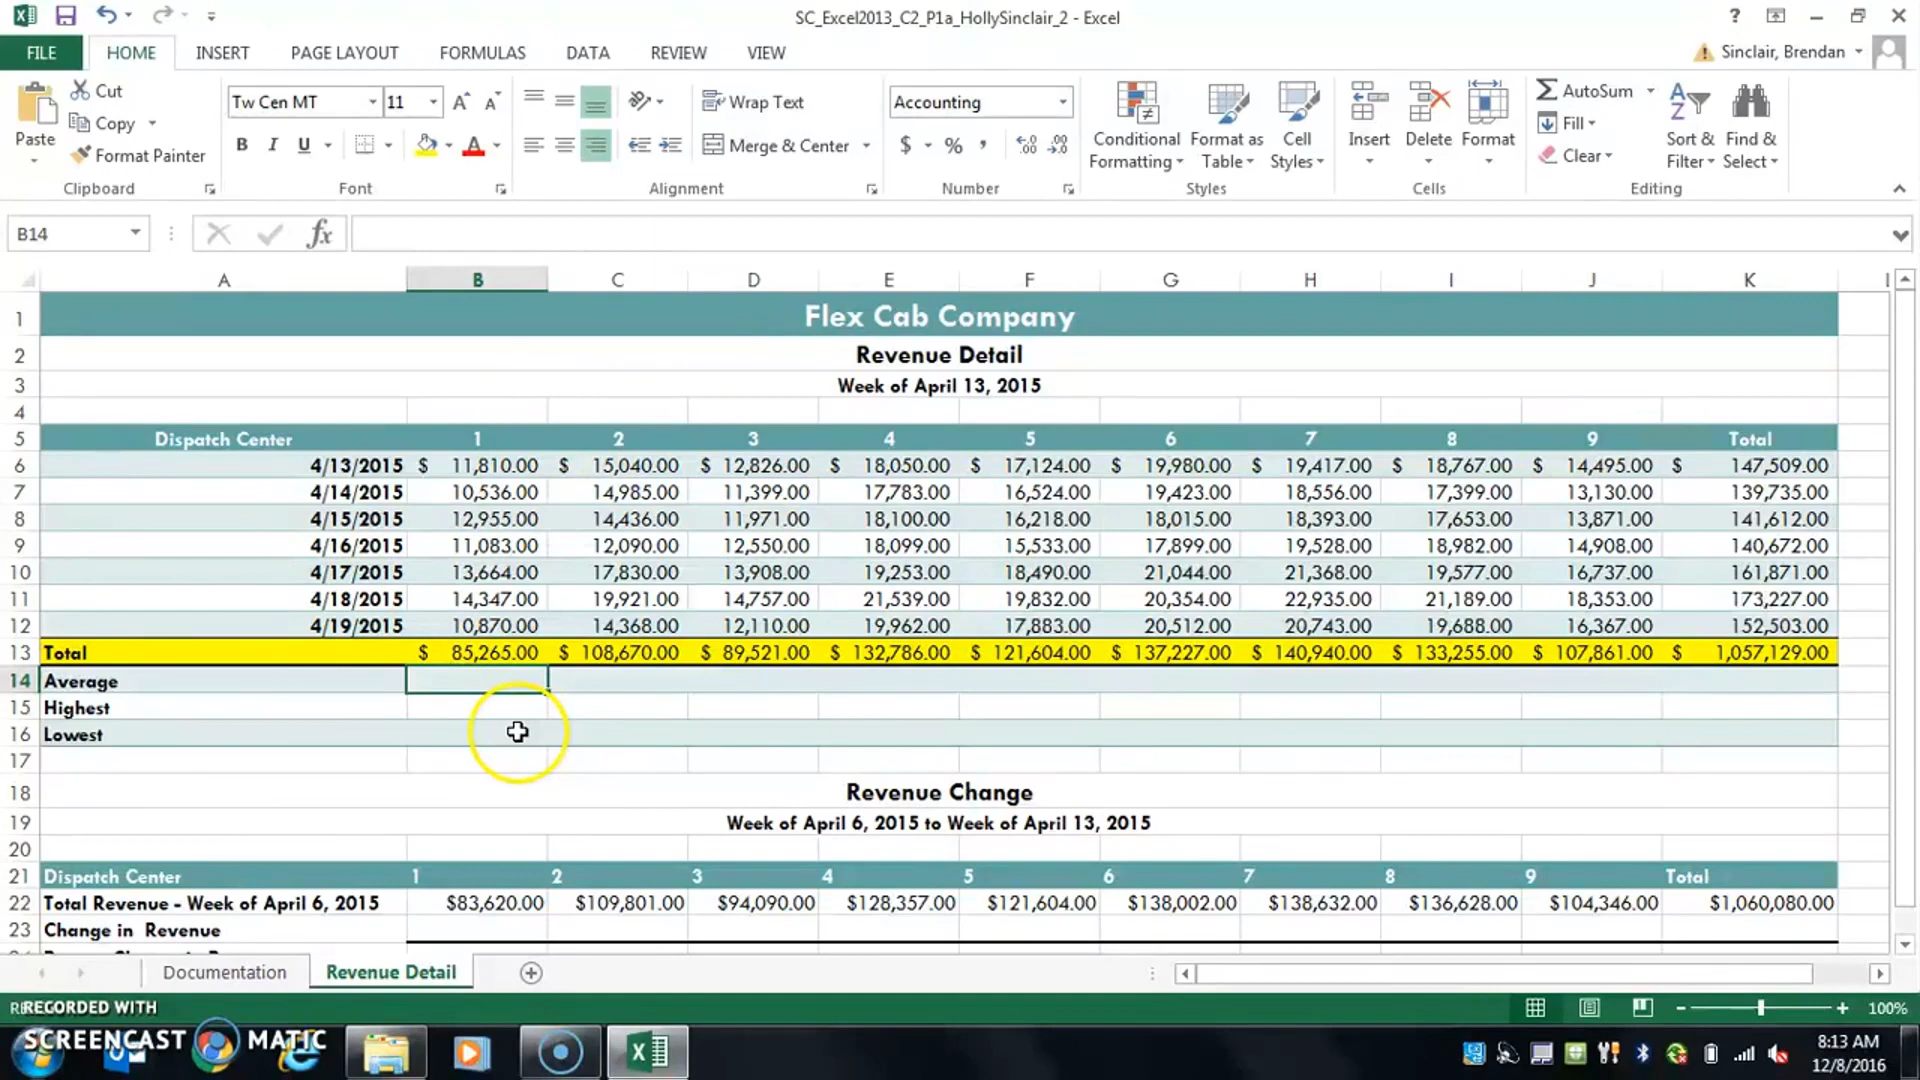 SC_Excel2013_C2_P1a_HollySinclair_2 - Excel
?
FILE HOME INSERT PAGE LAYOUT FORMULAS DATA REVIEW VIEW Sinclair, Brendan
Paste Cut Copy Format Painter Clipboard
Tw Cen MT 11 B I U A Font
Wrap Text Merge & Center Alignment
Accounting $ % , Number
Conditional Formatting Format as Table Cell Styles Styles
Insert Delete Format Cells
AutoSum Fill Clear Sort & Filter Find & Select Editing
B14 fx
A B C D E F G H I J K L
1 Flex Cab Company
2 Revenue Detail
3 Week of April 13, 2015
4
5 Dispatch Center 1 2 3 4 5 6 7 8 9 Total
6 4/13/2015 $ 11,810.00 $ 15,040.00 $ 12,826.00 $ 18,050.00 $ 17,124.00 $ 19,980.00 $ 19,417.00 $ 18,767.00 $ 14,495.00 $ 147,509.00
7 4/14/2015 10,536.00 14,985.00 11,399.00 17,783.00 16,524.00 19,423.00 18,556.00 17,399.00 13,130.00 139,735.00
8 4/15/2015 12,955.00 14,436.00 11,971.00 18,100.00 16,218.00 18,015.00 18,393.00 17,653.00 13,871.00 141,612.00
9 4/16/2015 11,083.00 12,090.00 12,550.00 18,099.00 15,533.00 17,899.00 19,528.00 18,982.00 14,908.00 140,672.00
10 4/17/2015 13,664.00 17,830.00 13,908.00 19,253.00 18,490.00 21,044.00 21,368.00 19,577.00 16,737.00 161,871.00
11 4/18/2015 14,347.00 19,921.00 14,757.00 21,539.00 19,832.00 20,354.00 22,935.00 21,189.00 18,353.00 173,227.00
12 4/19/2015 10,870.00 14,368.00 12,110.00 19,962.00 17,883.00 20,512.00 20,743.00 19,688.00 16,367.00 152,503.00
13 Total $ 85,265.00 $ 108,670.00 $ 89,521.00 $ 132,786.00 $ 121,604.00 $ 137,227.00 $ 140,940.00 $ 133,255.00 $ 107,861.00 $ 1,057,129.00
14 Average
15 Highest
16 Lowest
17
18 Revenue Change
19 Week of April 6, 2015 to Week of April 13, 2015
20
21 Dispatch Center 1 2 3 4 5 6 7 8 9 Total
22 Total Revenue - Week of April 6, 2015 $83,620.00 $109,801.00 $94,090.00 $128,357.00 $121,604.00 $138,002.00 $138,632.00 $136,628.00 $104,346.00 $1,060,080.00
23 Change in Revenue
Documentation Revenue Detail
RECORDED WITH 100%
SCREENCAST MATIC
8:13 AM
12/8/2016